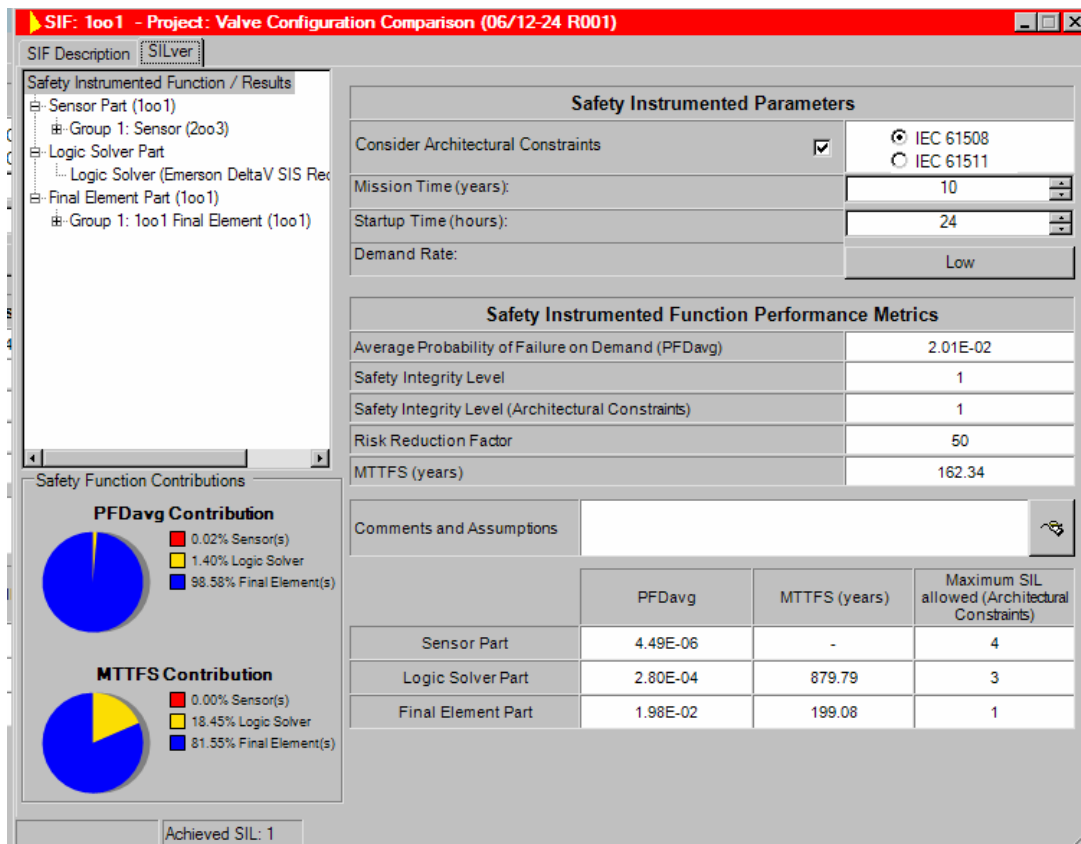 SIF: 1oo1 - Project: Valve Configuration Comparison (06/12-24 R001)
SIF Description SILver
Safety Instrumented Function / Results
Sensor Part (1oo1)
Group 1: Sensor (2oo3)
Logic Solver Part
Logic Solver (Emerson DeltaV SIS Rec
Final Element Part (1oo1)
Group 1: 1oo1 Final Element (1oo1)
Safety Function Contributions
PFDavg Contribution
0.02% Sensor(s)
1.40% Logic Solver
98.58% Final Element(s)
MTTFS Contribution
0.00% Sensor(s)
18.45% Logic Solver
81.55% Final Element(s)
Safety Instrumented Parameters
Consider Architectural Constraints
IEC 61508
IEC 61511
Mission Time (years): 10
Startup Time (hours): 24
Demand Rate: Low
Safety Instrumented Function Performance Metrics
Average Probability of Failure on Demand (PFDavg) 2.01E-02
Safety Integrity Level 1
Safety Integrity Level (Architectural Constraints) 1
Risk Reduction Factor 50
MTTFS (years) 162.34
Comments and Assumptions
PFDavg MTTFS (years) Maximum SIL
allowed (Architectural
Constraints)
Sensor Part 4.49E-06 - 4
Logic Solver Part 2.80E-04 879.79 3
Final Element Part 1.98E-02 199.08 1
Achieved SIL: 1